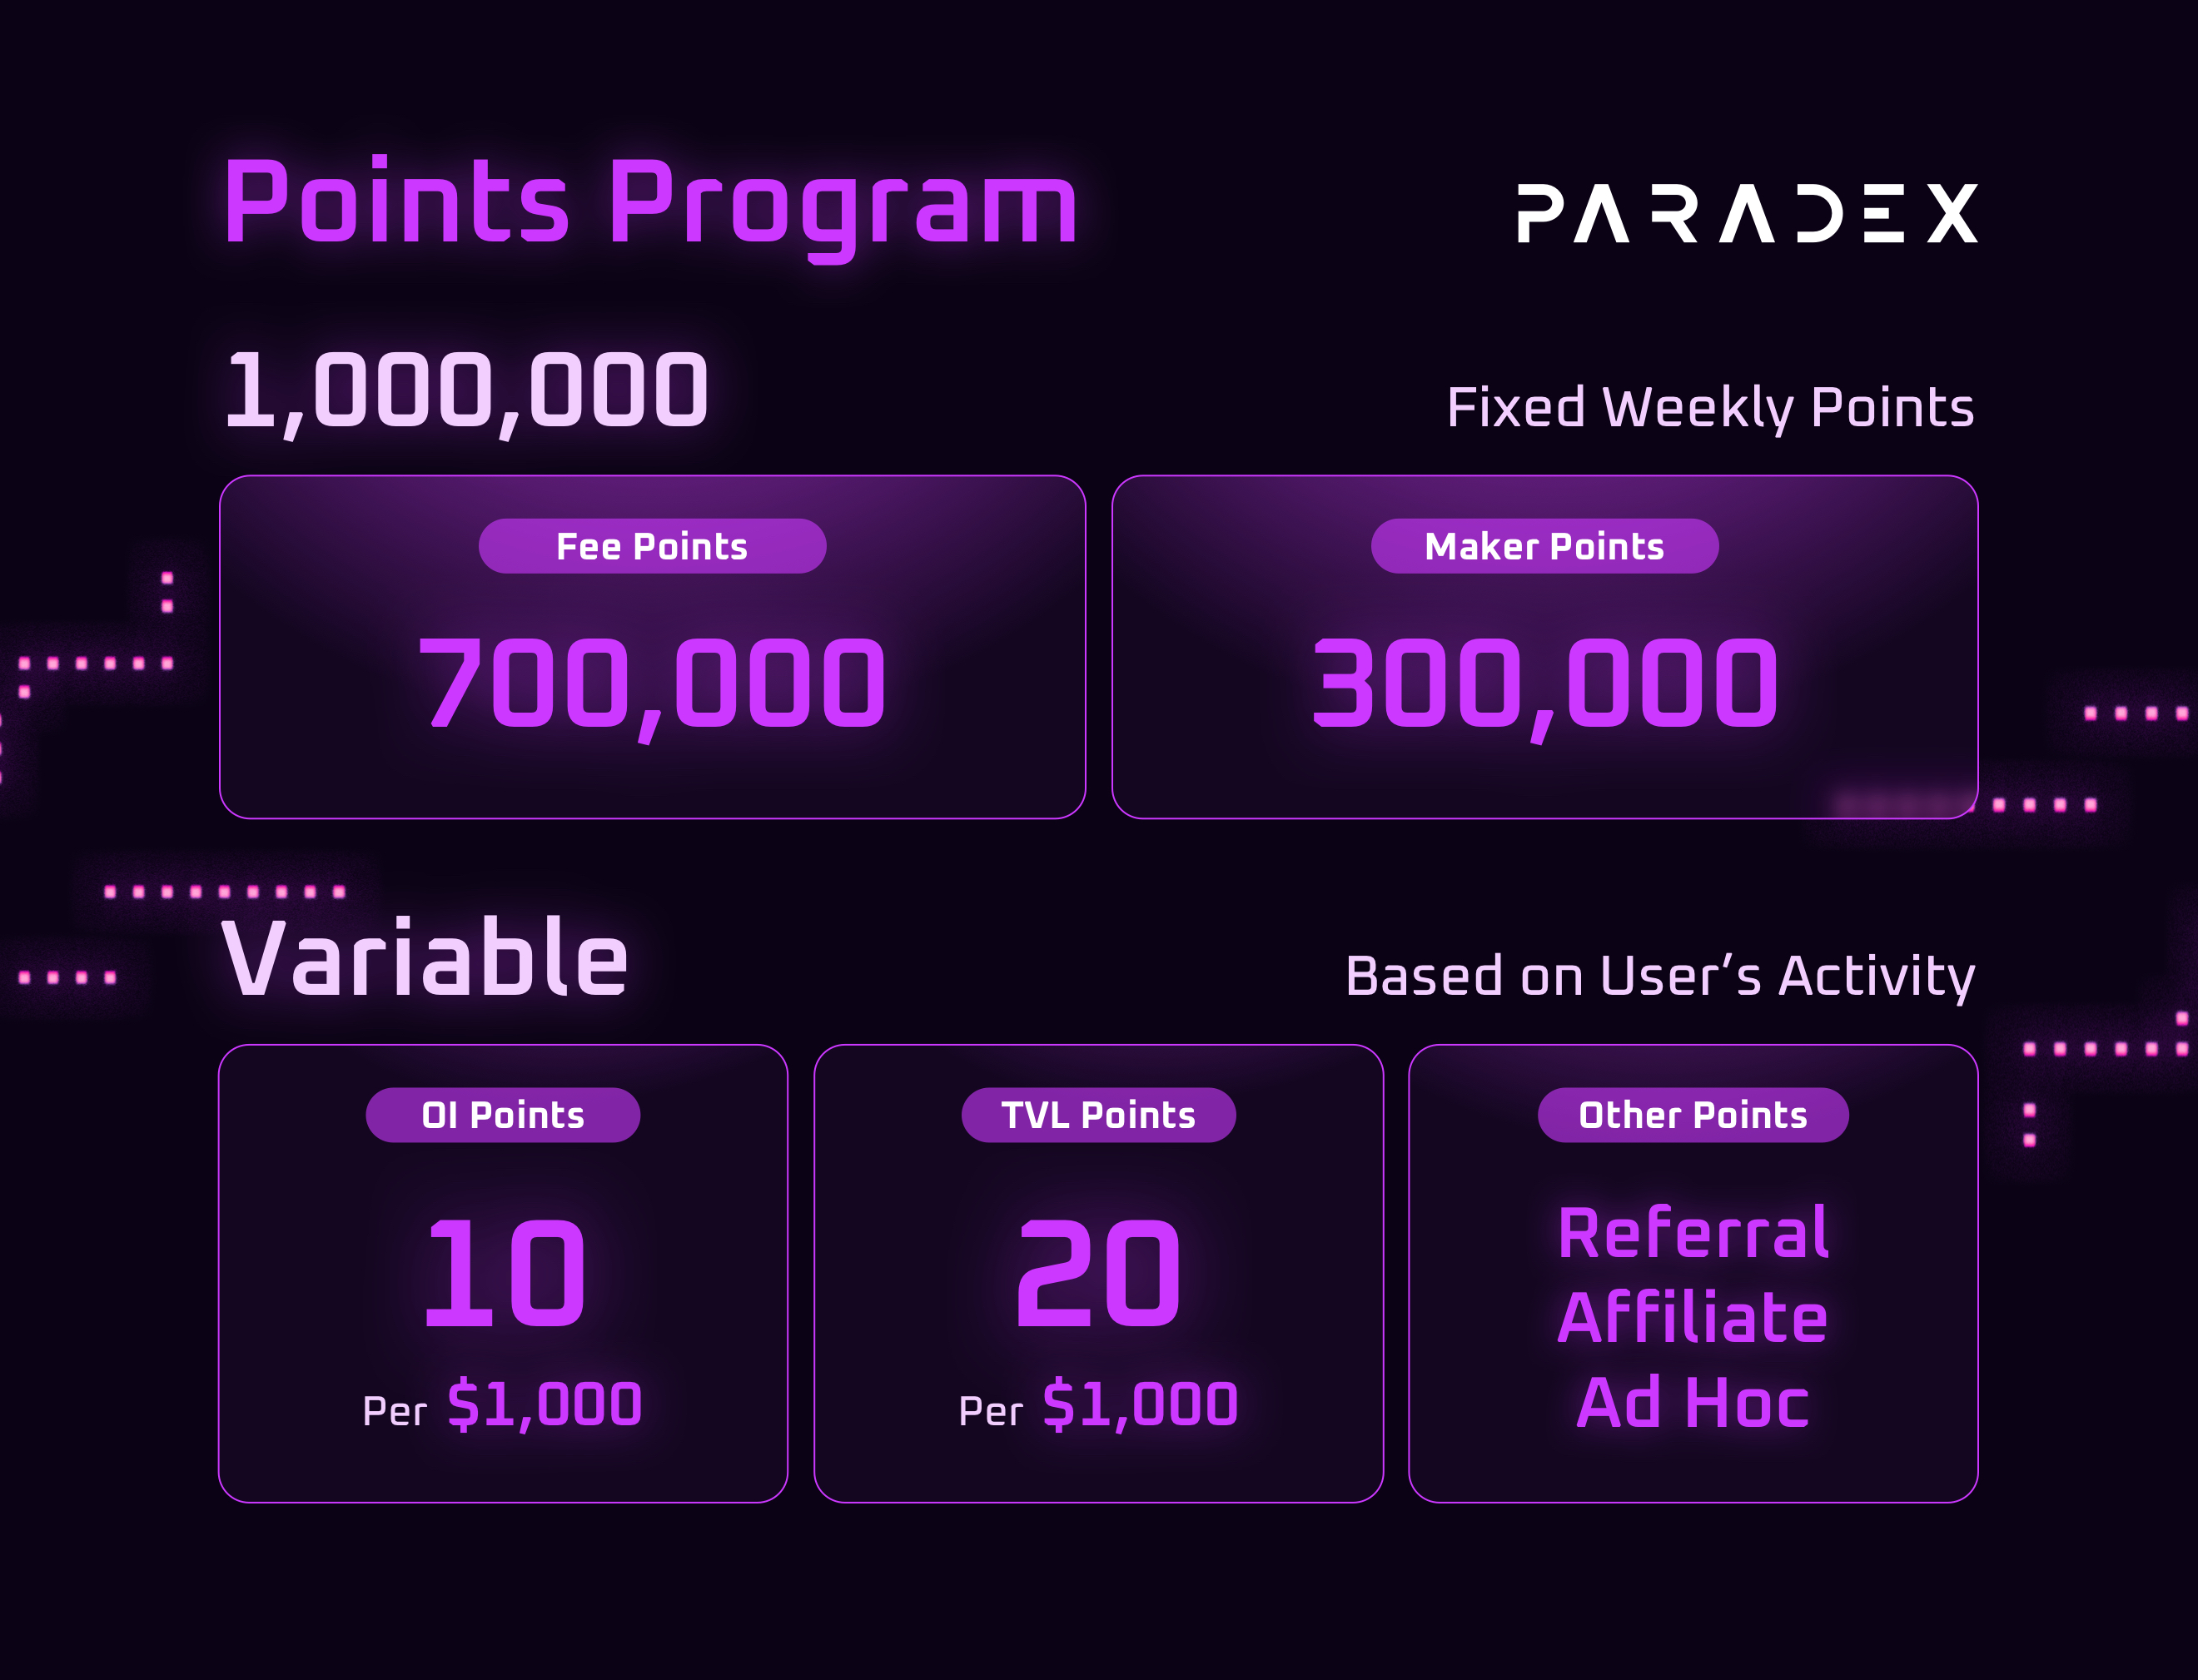 Points Program
PARADEX
1,000,000
Fixed Weekly Points
Fee Points
700,000
Maker Points
300,000
Variable
Based on User’s Activity
OI Points
10
Per $1,000
TVL Points
20
Per $1,000
Other Points
Referral
Affiliate
Ad Hoc